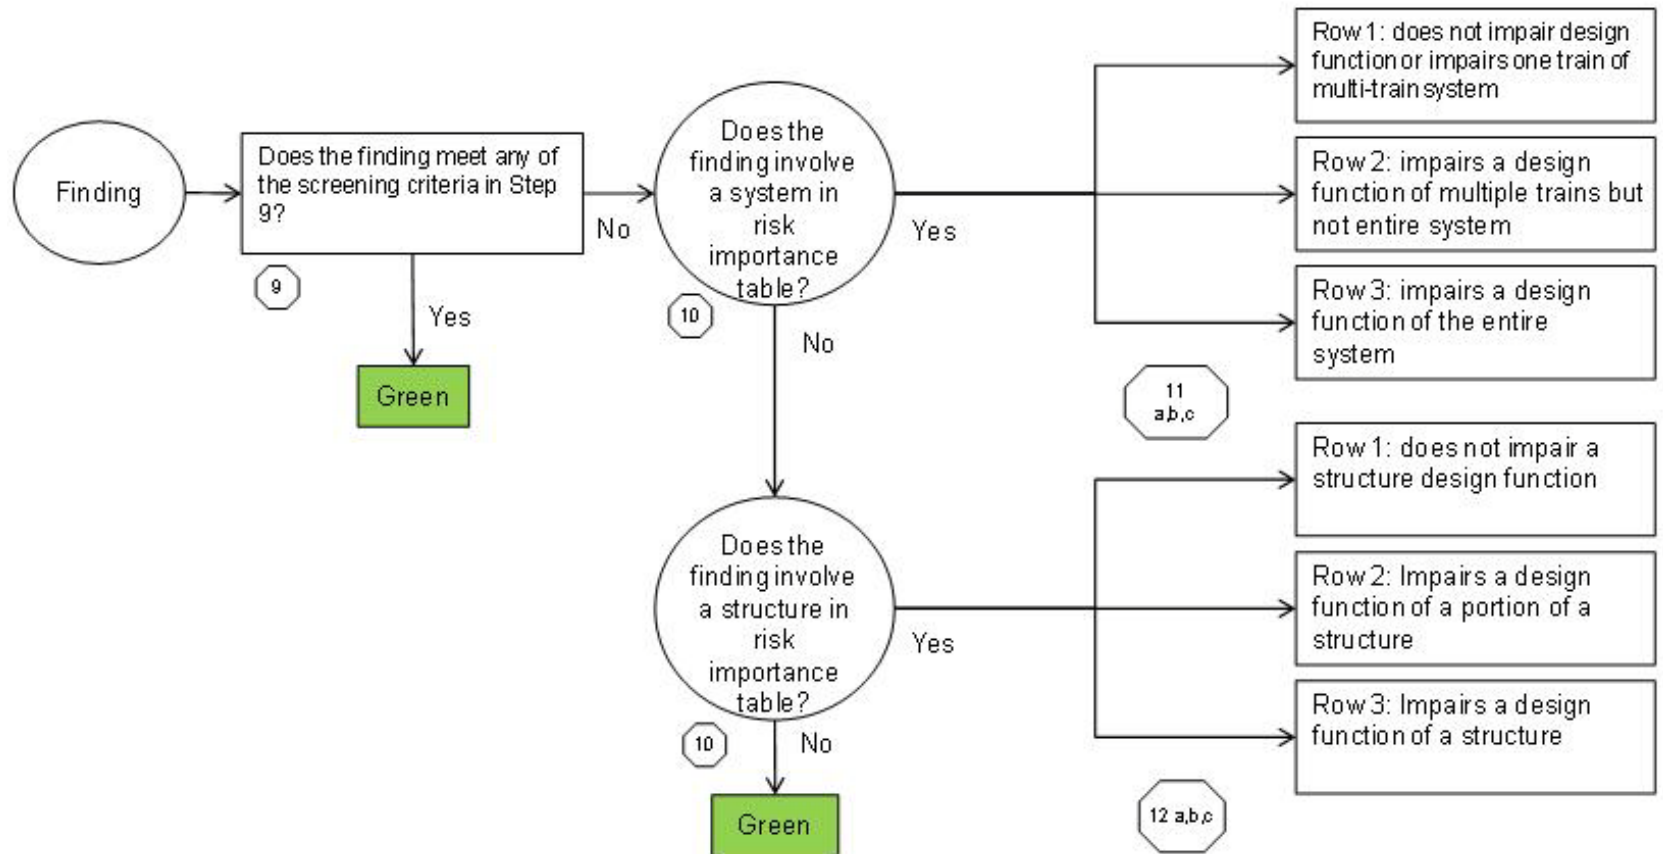 Finding
Does the finding meet any of
the screening criteria in Step
9?
9
No
Yes
Green
Does the
finding involve
a system in
risk
importance
table?
10
Yes
No
Row 1: does not impair design
function or impairs one train of
multi-train system
Row 2: impairs a design
function of multiple trains but
not entire system
Row 3: impairs a design
function of the entire
system
11
a,b,c
Does the
finding involve
a structure in
risk
importance
table?
10
Yes
No
Green
Row 1: does not impair a
structure design function
Row 2: Impairs a design
function of a portion of a
structure
Row 3: Impairs a design
function of a structure
12 a,b,c